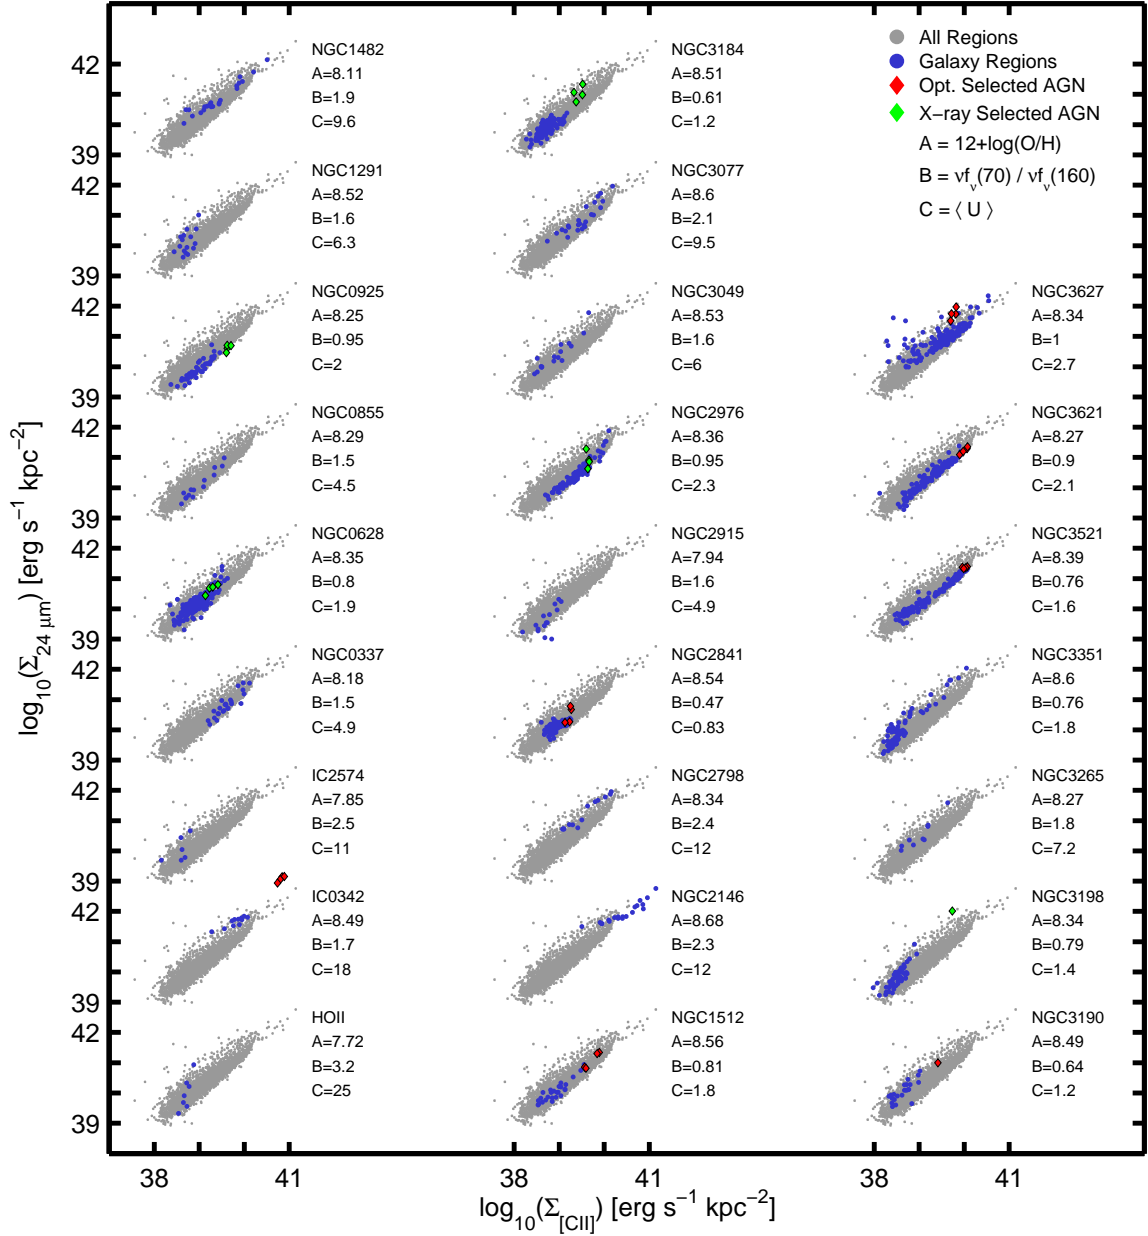 NGC1482
A=8.11
B=1.9
C=9.6
NGC1291
A=8.52
B=1.6
C=6.3
NGC0925
A=8.25
B=0.95
C=2
NGC0855
A=8.29
B=1.5
C=4.5
NGC0628
A=8.35
B=0.8
C=1.9
NGC0337
A=8.18
B=1.5
C=4.9
IC2574
A=7.85
B=2.5
C=11
IC0342
A=8.49
B=1.7
C=18
HOII
A=7.72
B=3.2
C=25
NGC3184
A=8.51
B=0.61
C=1.2
NGC3077
A=8.6
B=2.1
C=9.5
NGC3049
A=8.53
B=1.6
C=6
NGC2976
A=8.36
B=0.95
C=2.3
NGC2915
A=7.94
B=1.6
C=4.9
NGC2841
A=8.54
B=0.47
C=0.83
NGC2798
A=8.34
B=2.4
C=12
NGC2146
A=8.68
B=2.3
C=12
NGC1512
A=8.56
B=0.81
C=1.8
All Regions
Galaxy Regions
Opt. Selected AGN
X−ray Selected AGN
A = 12+log(O/H)
B = νf_ν(70) / νf_ν(160)
C = ⟨ U ⟩
NGC3627
A=8.34
B=1
C=2.7
NGC3621
A=8.27
B=0.9
C=2.1
NGC3521
A=8.39
B=0.76
C=1.6
NGC3351
A=8.6
B=0.76
C=1.8
NGC3265
A=8.27
B=1.8
C=7.2
NGC3198
A=8.34
B=0.79
C=1.4
NGC3190
A=8.49
B=0.64
C=1.2
42
39
42
39
42
39
42
39
42
39
42
39
42
39
42
39
42
39
38 41 38 41 38 41
log₁₀(Σ_[CII]) [erg s⁻¹ kpc⁻²]
log₁₀(Σ_24 μm) [erg s⁻¹ kpc⁻²]